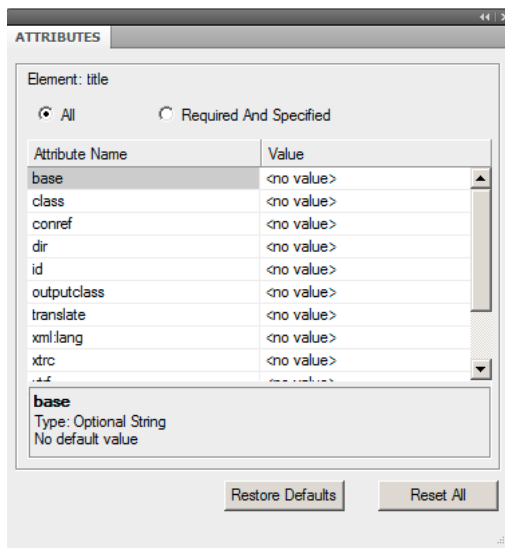 ATTRIBUTES
Element: title
All Required And Specified
Attribute Name Value
base <no value>
class <no value>
conref <no value>
dir <no value>
id <no value>
outputclass <no value>
translate <no value>
xml:lang <no value>
xtrc <no value>
base
Type: Optional String
No default value
Restore Defaults Reset All